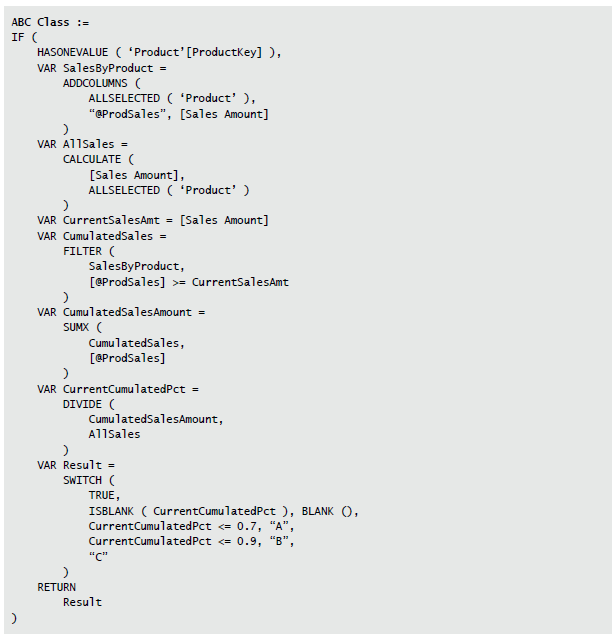 ABC Class :=
IF (
    HASONEVALUE ( ‘Product’[ProductKey] ),
    VAR SalesByProduct =
        ADDCOLUMNS (
            ALLSELECTED ( ‘Product’ ),
            “@ProdSales”, [Sales Amount]
        )
    VAR AllSales =
        CALCULATE (
            [Sales Amount],
            ALLSELECTED ( ‘Product’ )
        )
    VAR CurrentSalesAmt = [Sales Amount]
    VAR CumulatedSales =
        FILTER (
            SalesByProduct,
            [@ProdSales] >= CurrentSalesAmt
        )
    VAR CumulatedSalesAmount =
        SUMX (
            CumulatedSales,
            [@ProdSales]
        )
    VAR CurrentCumulatedPct =
        DIVIDE (
            CumulatedSalesAmount,
            AllSales
        )
    VAR Result =
        SWITCH (
            TRUE,
            ISBLANK ( CurrentCumulatedPct ), BLANK (),
            CurrentCumulatedPct <= 0.7, “A”,
            CurrentCumulatedPct <= 0.9, “B”,
            “C”
        )
    RETURN
        Result
)